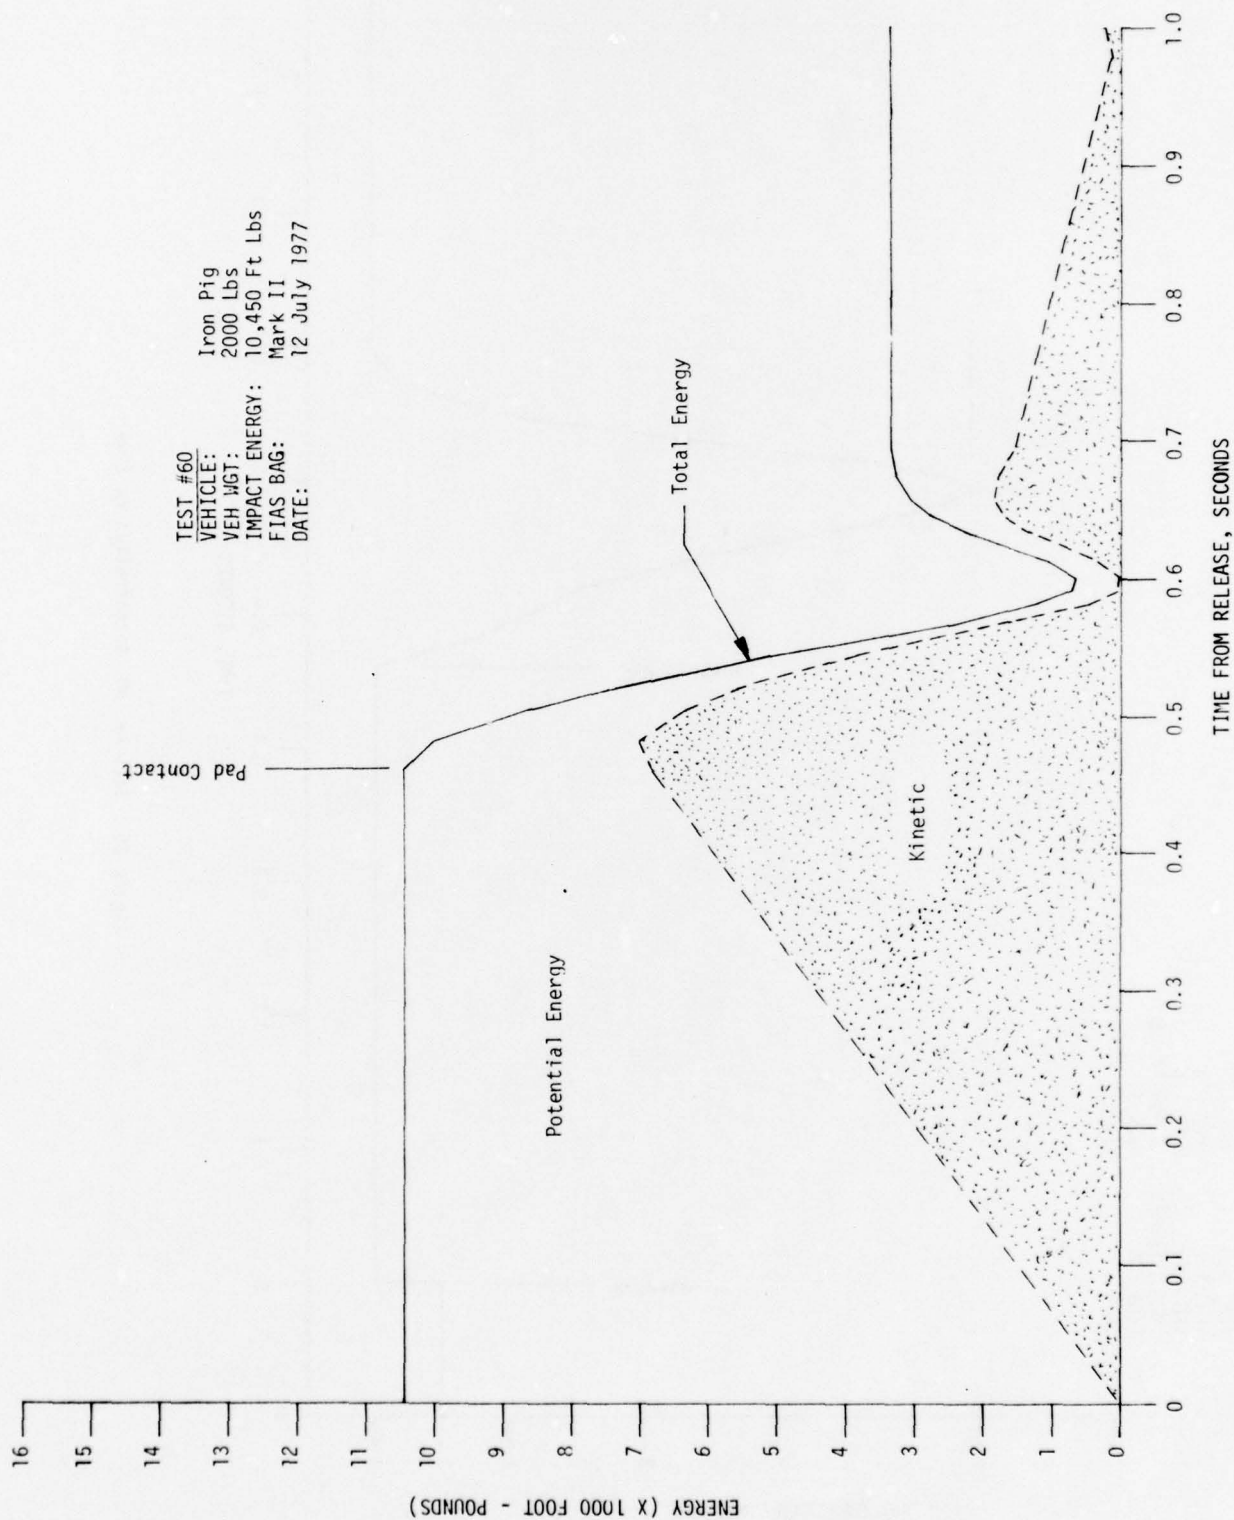 TEST #60
VEHICLE: Iron Pig
VEH WGT: 2000 Lbs
IMPACT ENERGY: 10,450 Ft Lbs
FIAS BAG: Mark II
DATE: 12 July 1977
Pad Contact
Total Energy
Potential Energy
Kinetic
ENERGY (X 1000 FOOT - POUNDS)
16
15
14
13
12
11
10
9
8
7
6
5
4
3
2
1
0
0
0.1
0.2
0.3
0.4
0.5
0.6
0.7
0.8
0.9
1.0
TIME FROM RELEASE, SECONDS